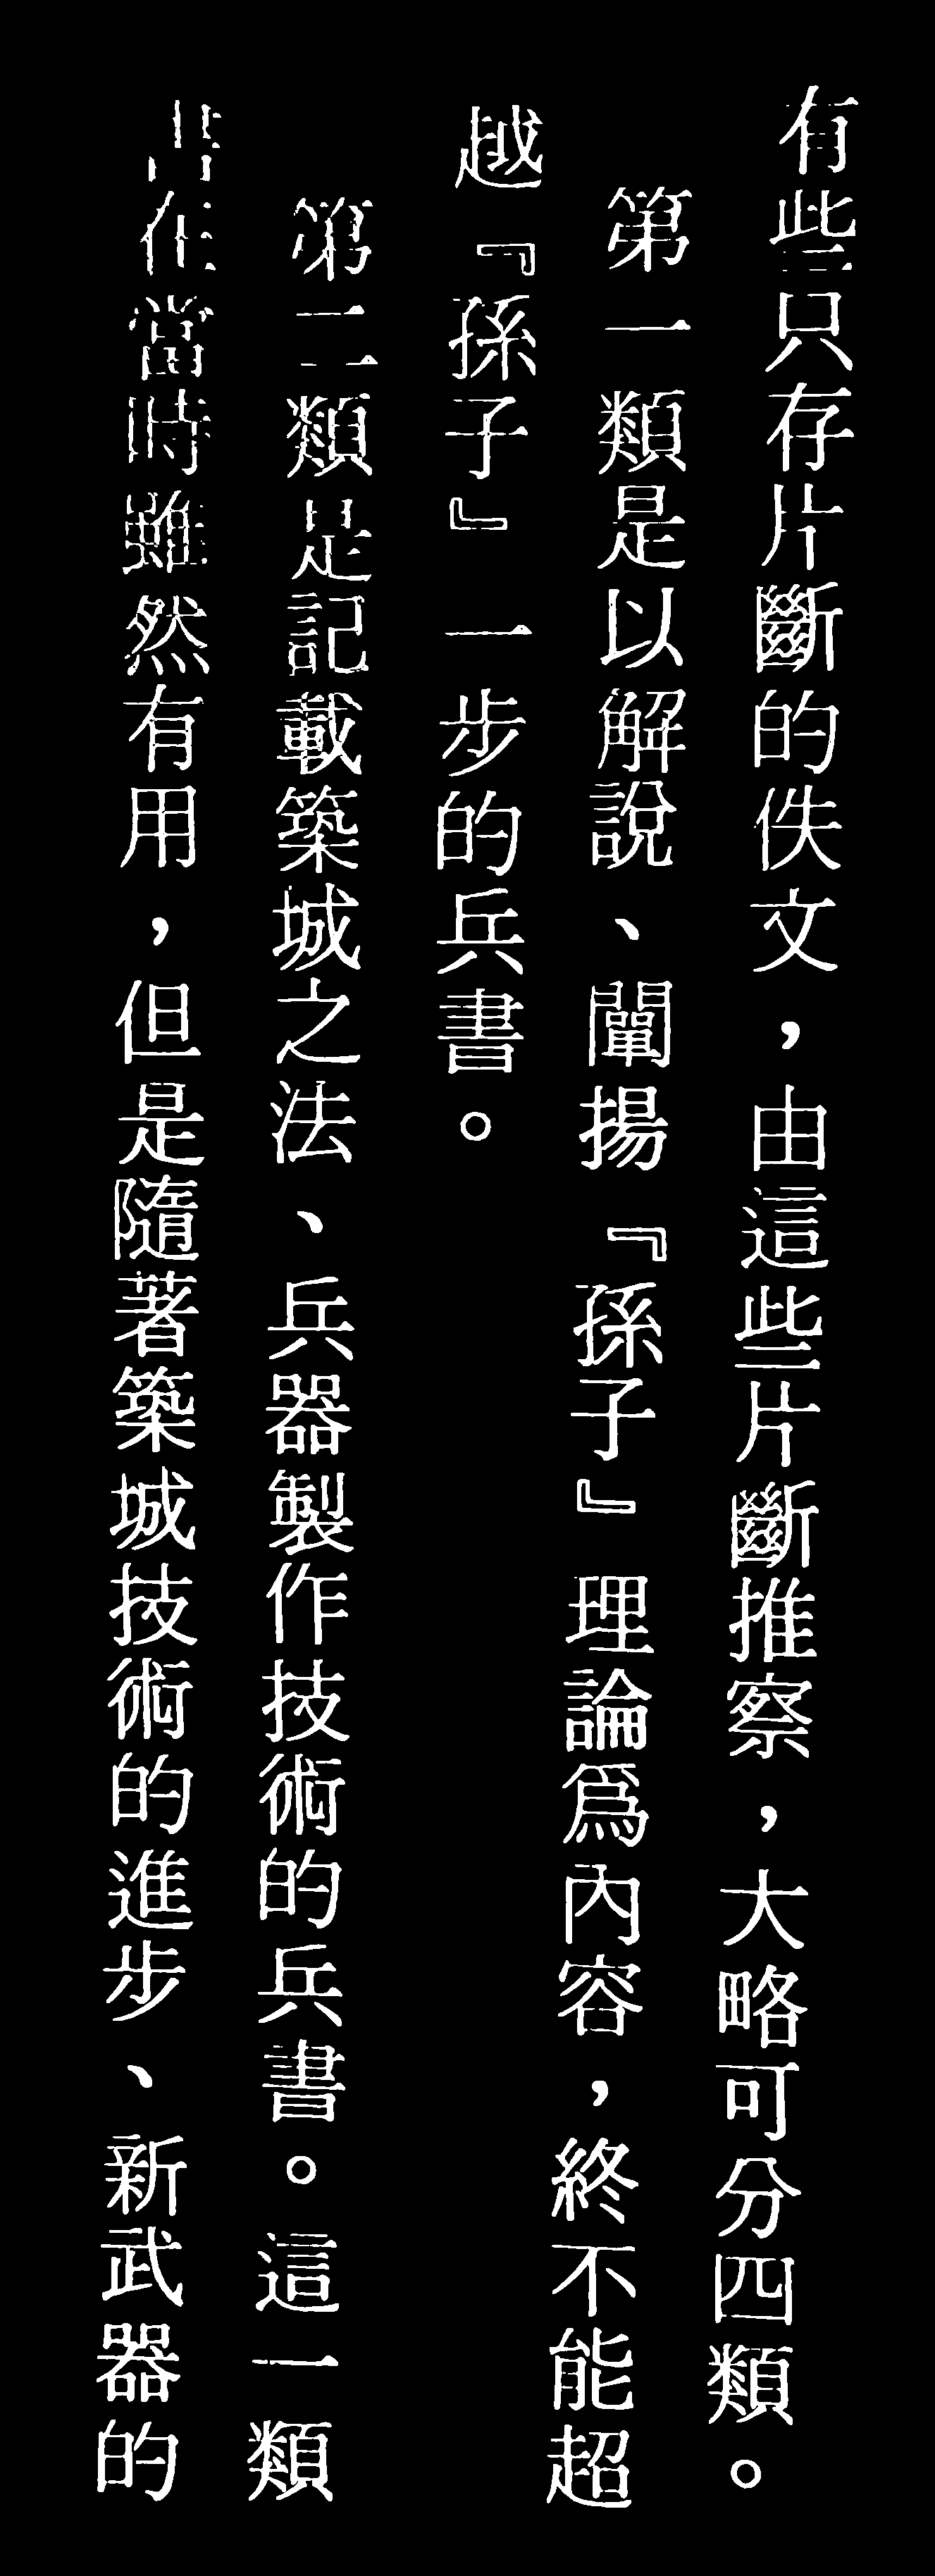 有些只存片斷的佚文，由這些片斷推察，大略可分四類。
第一類是以解說、闡揚『孫子』理論爲內容，終不能超
越『孫子』一步的兵書。
第二類是記載築城之法、兵器製作技術的兵書。這一類
書在當時雖然有用，但是隨著築城技術的進步、新武器的